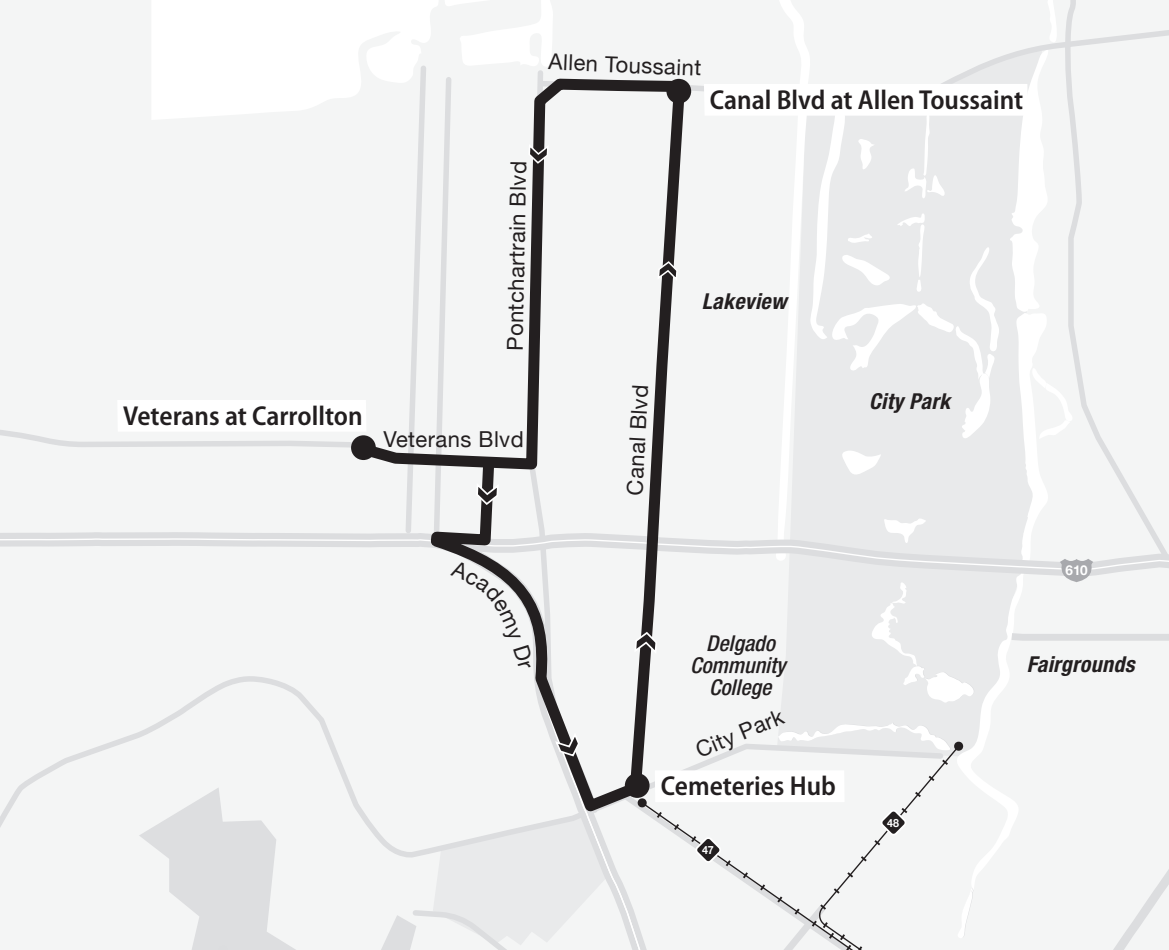 Allen Toussaint
Canal Blvd at Allen Toussaint
Pontchartrain Blvd
Lakeview
City Park
Canal Blvd
Veterans at Carrollton
Veterans Blvd
610
Academy Dr
Delgado
Community
College
Fairgrounds
City Park
Cemeteries Hub
47
48